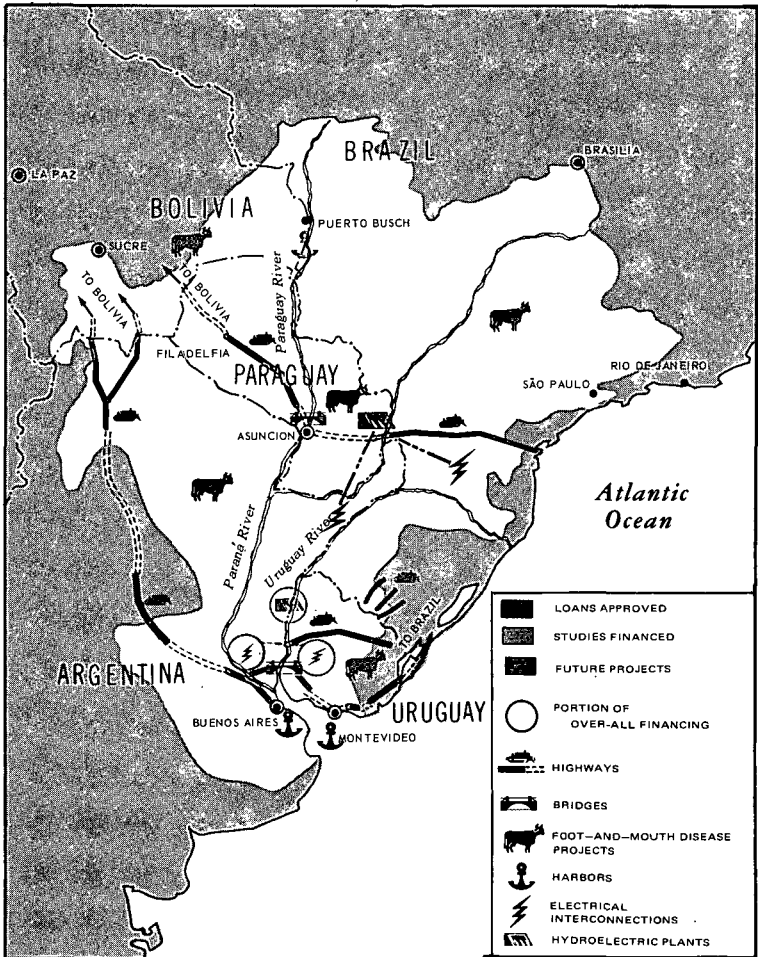 BRAZIL
BRASILIA
LA PAZ
BOLIVIA
PUERTO BUSCH
SUCRE
TO BOLIVIA
TO BOLIVIA
Paraguay River
FILADELFIA
PARAGUAY
RIO DE JANEIRO
SÃO PAULO
ASUNCION
Atlantic
Ocean
Paraná River
Uruguay River
TO BRAZIL
ARGENTINA
URUGUAY
BUENOS AIRES
MONTEVIDEO
LOANS APPROVED
STUDIES FINANCED
FUTURE PROJECTS
PORTION OF
OVER-ALL FINANCING
HIGHWAYS
BRIDGES
FOOT-AND-MOUTH DISEASE
PROJECTS
HARBORS
ELECTRICAL
INTERCONNECTIONS
HYDROELECTRIC PLANTS